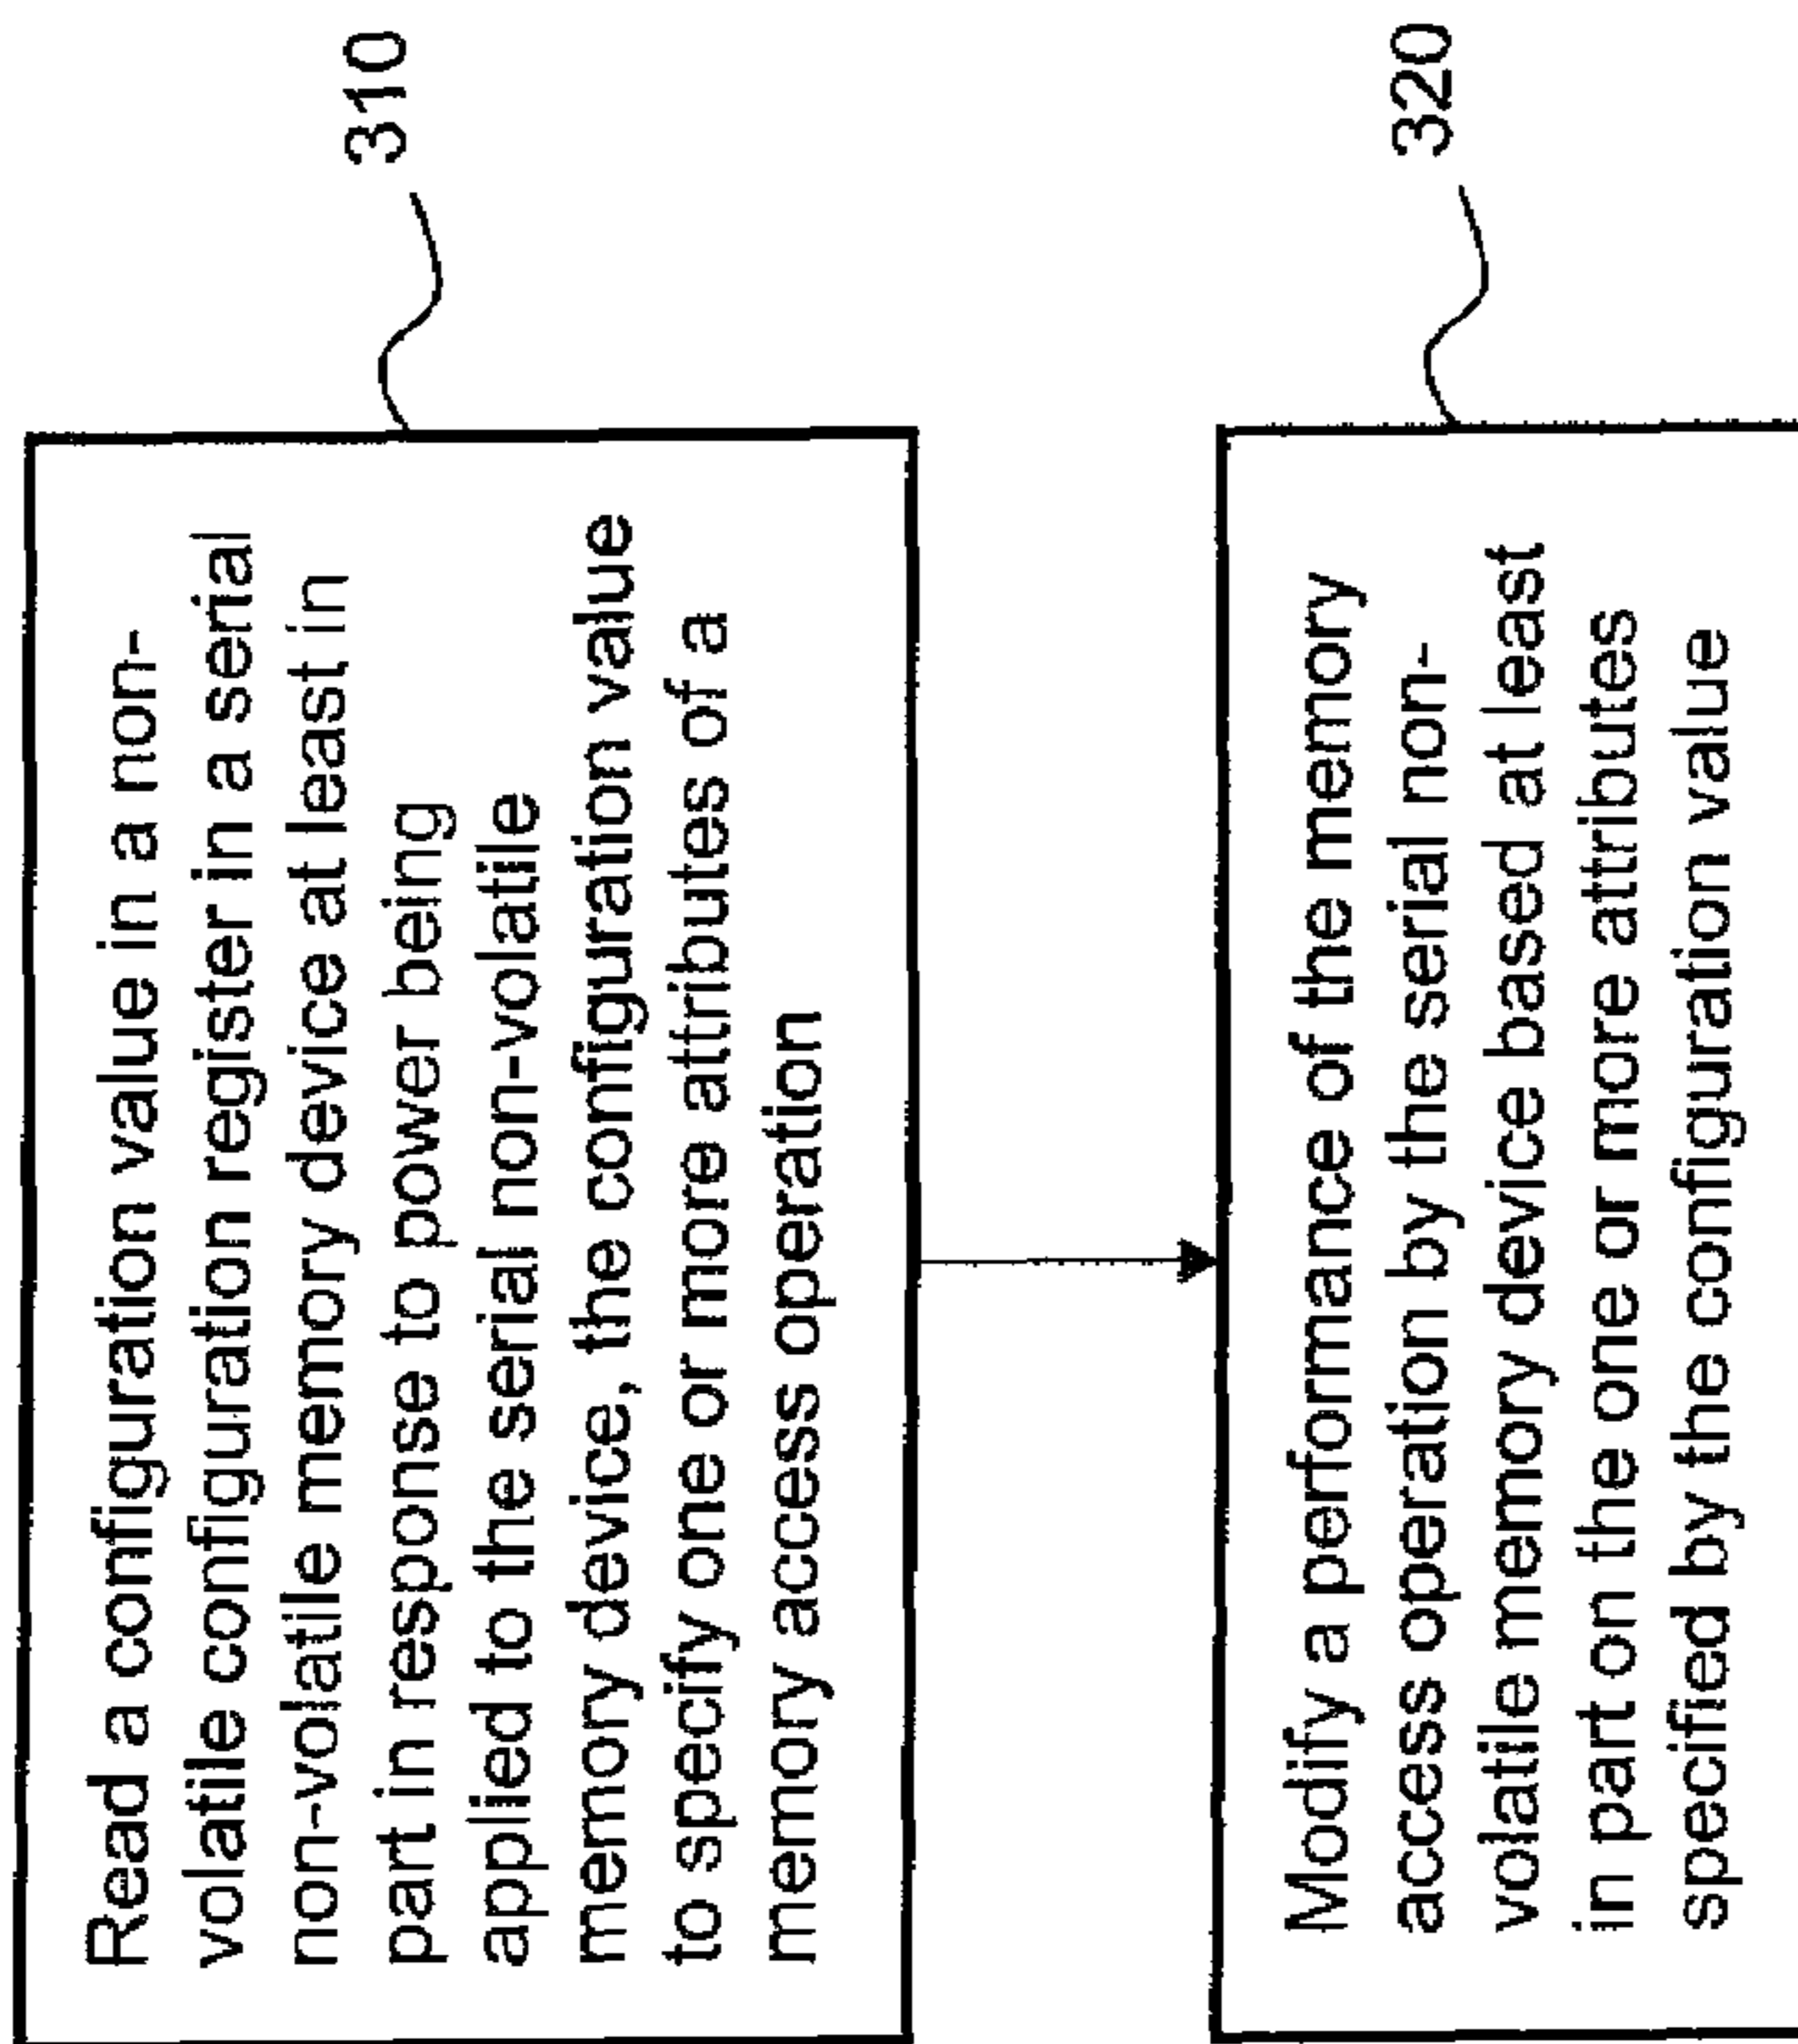 Read a configuration value in a non-
volatile configuration register in a serial
non-volatile memory device at least in
part in response to power being
applied to the serial non-volatile
memory device, the configuration value
to specify one or more attributes of a
memory access operation
310
Modify a performance of the memory
access operation by the serial non-
volatile memory device based at least
in part on the one or more attributes
specified by the configuration value
320